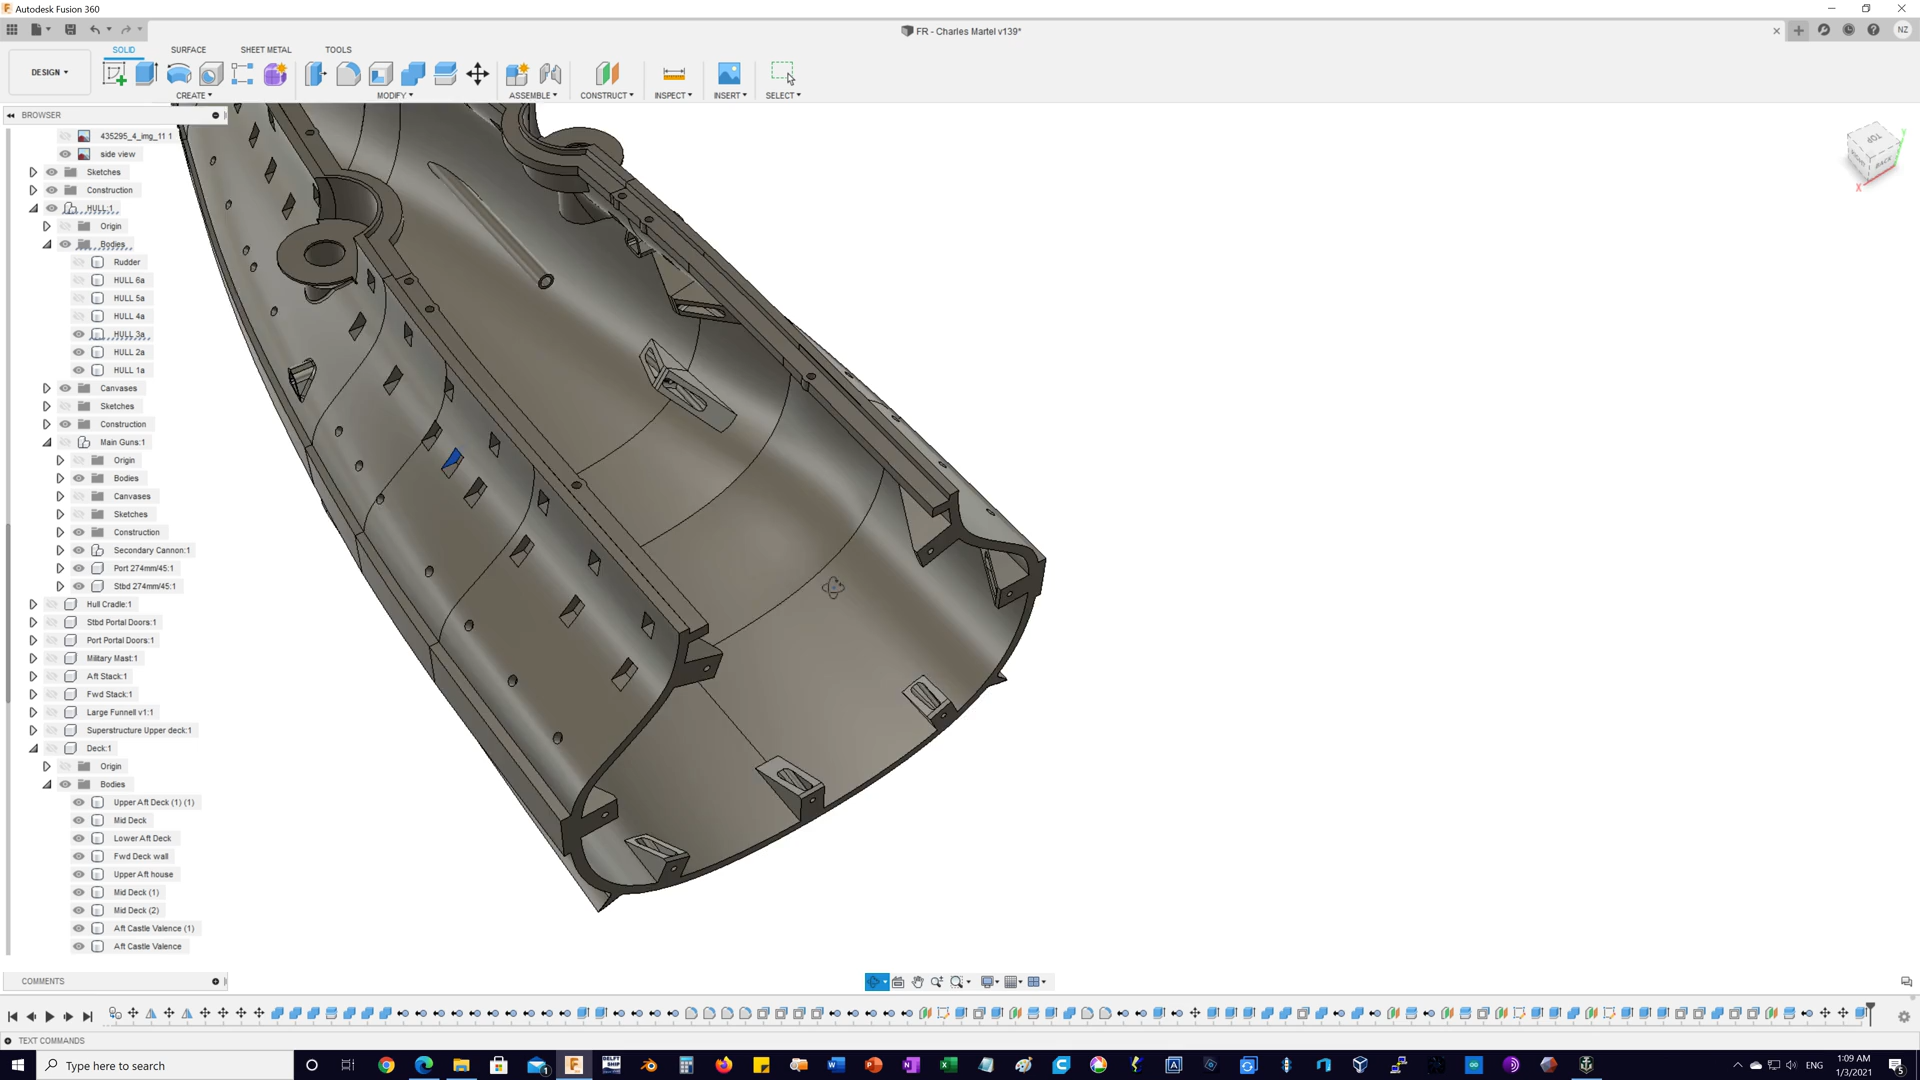 Autodesk Fusion 360
FR - Charles Martel v139*
NZ
SOLID
SURFACE
SHEET METAL
TOOLS
DESIGN
CREATE
MODIFY
ASSEMBLE
CONSTRUCT
INSPECT
INSERT
SELECT
BROWSER
435295_4_img_11 1
side view
Sketches
Construction
HULL:1
Origin
Bodies
Rudder
HULL 6a
HULL 5a
HULL 4a
HULL 3a
HULL 2a
HULL 1a
Canvases
Sketches
Construction
Main Guns:1
Origin
Bodies
Canvases
Sketches
Construction
Secondary Cannon:1
Port 274mm/45:1
Stbd 274mm/45:1
Hull Cradle:1
Stbd Portal Doors:1
Port Portal Doors:1
Military Mast:1
Aft Stack:1
Fwd Stack:1
Large Funnell v1:1
Superstructure Upper deck:1
Deck:1
Origin
Bodies
Upper Aft Deck (1) (1)
Mid Deck
Lower Aft Deck
Fwd Deck wall
Upper Aft house
Mid Deck (1)
Mid Deck (2)
Aft Castle Valence (1)
Aft Castle Valence
TOP
BACK
X
COMMENTS
TEXT COMMANDS
Type here to search
ENG
1:09 AM
1/3/2021